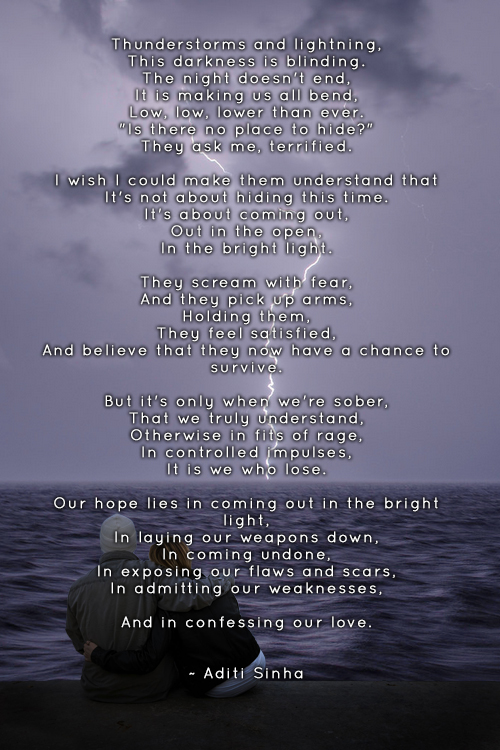 Thunderstorms and lightning,
This darkness is blinding.
The night doesn't end,
It is making us all bend,
Low, low, lower than ever.
"Is there no place to hide?"
They ask me, terrified.
I wish I could make them understand that
It's not about hiding this time.
It's about coming out,
Out in the open,
In the bright light.
They scream with fear,
And they pick up arms,
Holding them,
They feel satisfied,
And believe that they now have a chance to
survive.
But it's only when we're sober,
That we truly understand,
Otherwise in fits of rage,
In controlled impulses,
It is we who lose.
Our hope lies in coming out in the bright
light,
In laying our weapons down,
In coming undone,
In exposing our flaws and scars,
In admitting our weaknesses,
And in confessing our love.
~ Aditi Sinha